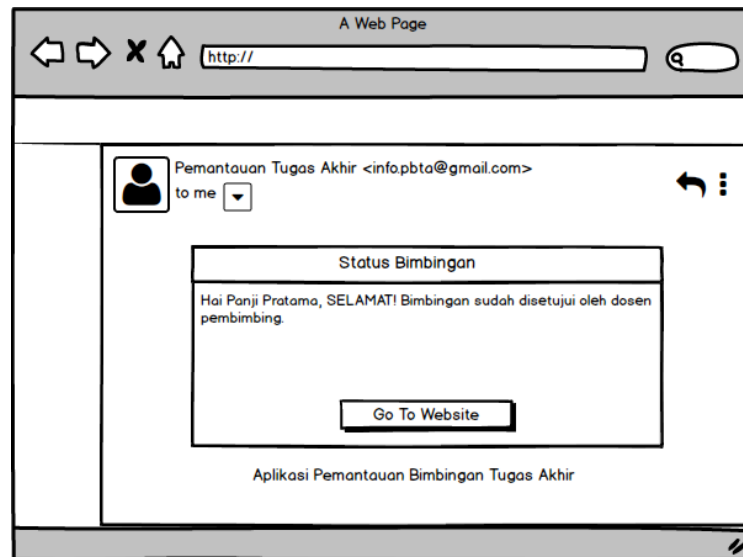 A Web Page
http://
Pemantauan Tugas Akhir <info.pbta@gmail.com>
to me
Status Bimbingan
Hai Panji Pratama, SELAMAT! Bimbingan sudah disetujui oleh dosen
pembimbing.
Go To Website
Aplikasi Pemantauan Bimbingan Tugas Akhir